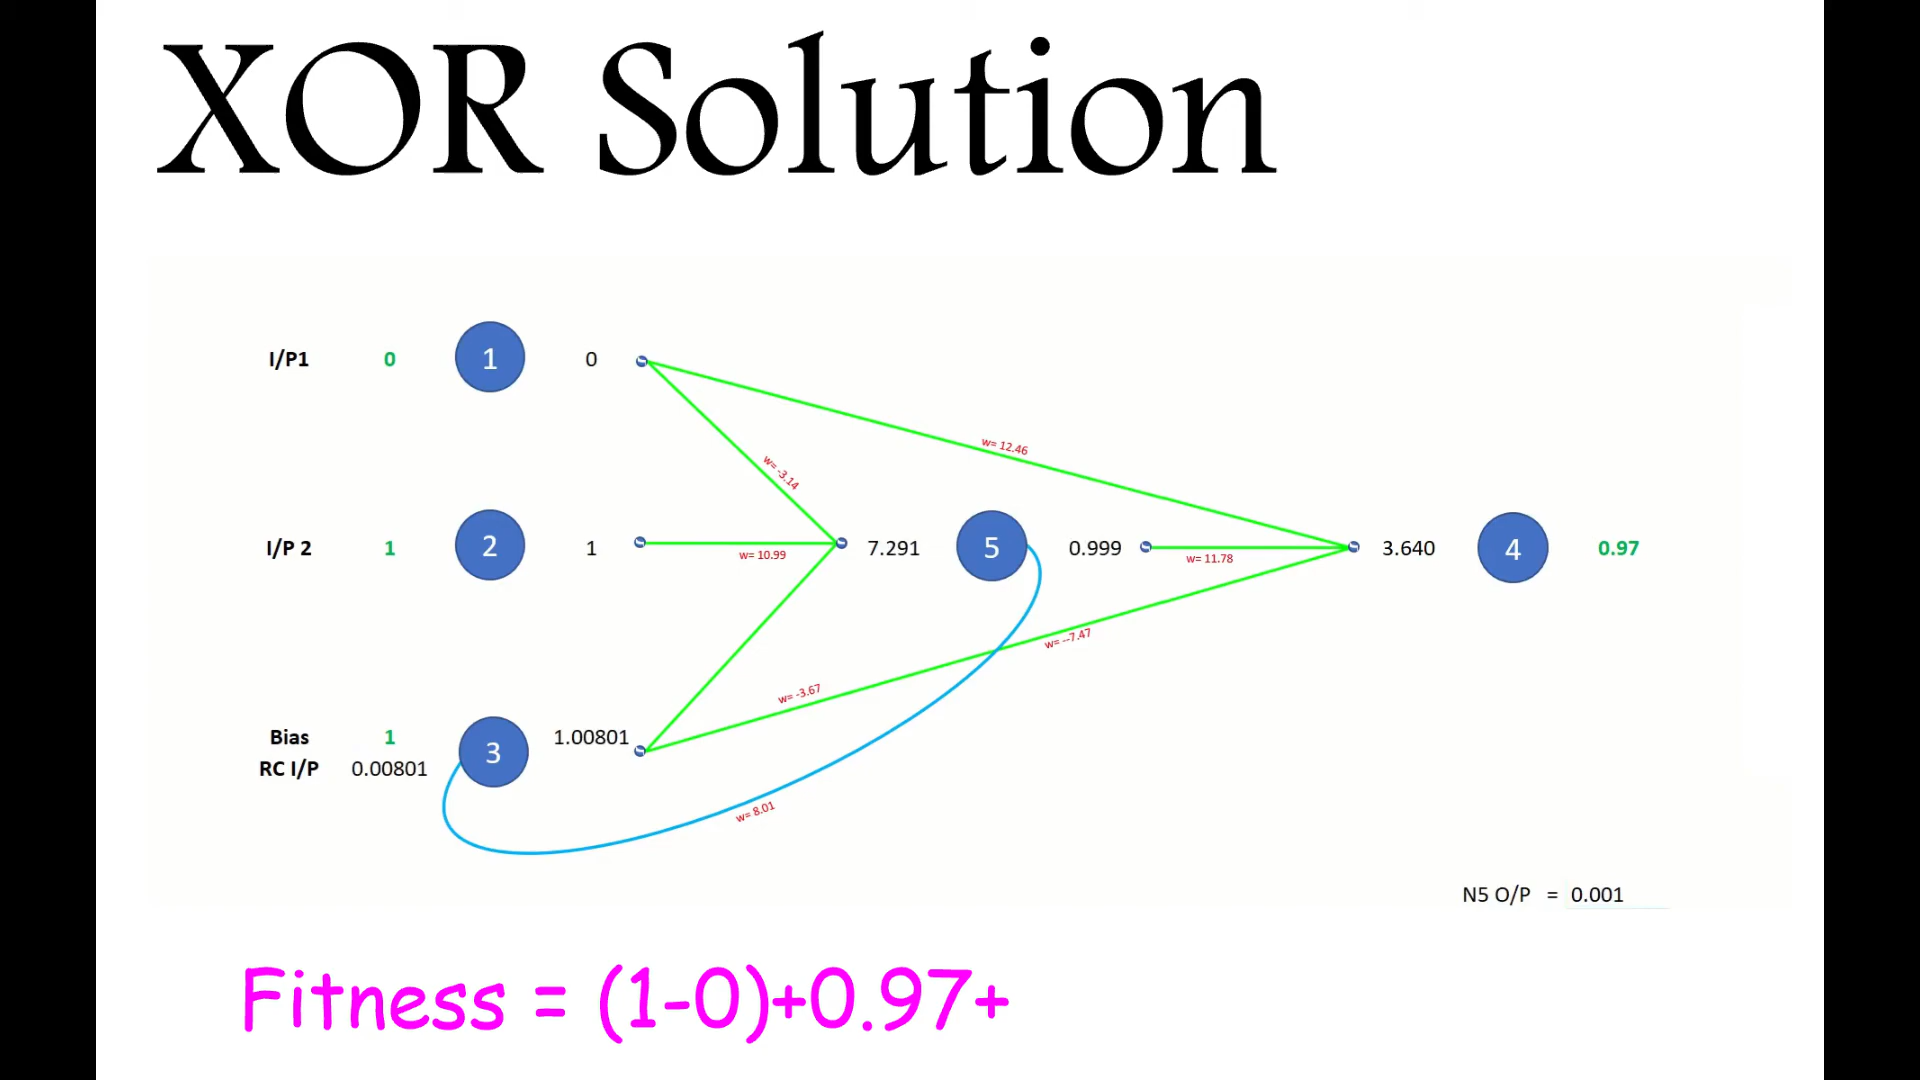 XOR Solution
I/P1 0 1 0
w= 12.46
w= -3.14
I/P 2 1 2 1 w= 10.99 7.291 5 0.999 w= 11.78 3.640 4 0.97
w= --7.47
w= -3.67
Bias 1 3 1.00801
RC I/P 0.00801
w= 8.01
N5 O/P = 0.001
Fitness = (1-0)+0.97+